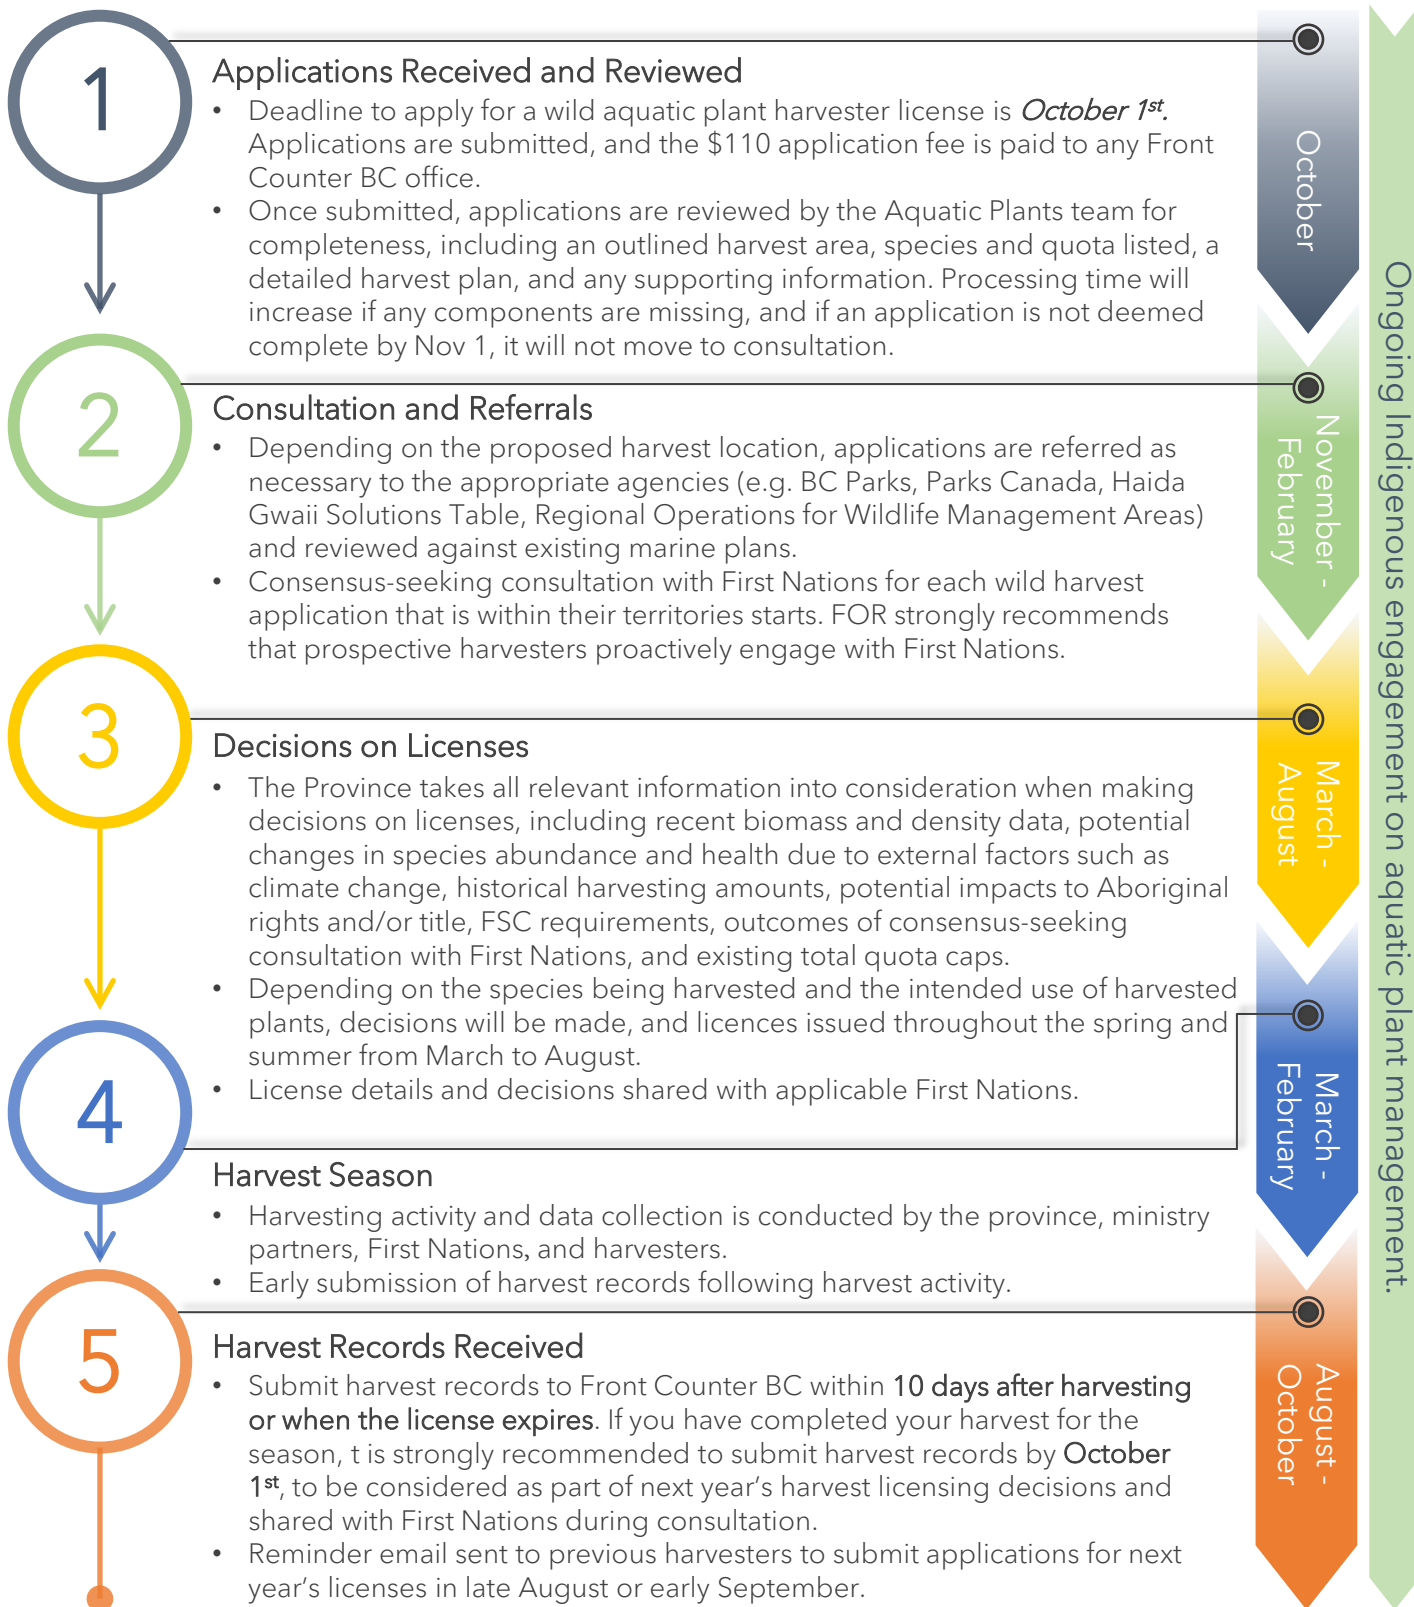 1
Applications Received and Reviewed
• Deadline to apply for a wild aquatic plant harvester license is October 1st.
Applications are submitted, and the $110 application fee is paid to any Front
Counter BC office.
• Once submitted, applications are reviewed by the Aquatic Plants team for
completeness, including an outlined harvest area, species and quota listed, a
detailed harvest plan, and any supporting information. Processing time will
increase if any components are missing, and if an application is not deemed
complete by Nov 1, it will not move to consultation.
October
2
Consultation and Referrals
• Depending on the proposed harvest location, applications are referred as
necessary to the appropriate agencies (e.g. BC Parks, Parks Canada, Haida
Gwaii Solutions Table, Regional Operations for Wildlife Management Areas)
and reviewed against existing marine plans.
• Consensus-seeking consultation with First Nations for each wild harvest
application that is within their territories starts. FOR strongly recommends
that prospective harvesters proactively engage with First Nations.
November -
February
3
Decisions on Licenses
• The Province takes all relevant information into consideration when making
decisions on licenses, including recent biomass and density data, potential
changes in species abundance and health due to external factors such as
climate change, historical harvesting amounts, potential impacts to Aboriginal
rights and/or title, FSC requirements, outcomes of consensus-seeking
consultation with First Nations, and existing total quota caps.
• Depending on the species being harvested and the intended use of harvested
plants, decisions will be made, and licences issued throughout the spring and
summer from March to August.
• License details and decisions shared with applicable First Nations.
March -
August
4
Harvest Season
• Harvesting activity and data collection is conducted by the province, ministry
partners, First Nations, and harvesters.
• Early submission of harvest records following harvest activity.
March -
February
5
Harvest Records Received
• Submit harvest records to Front Counter BC within 10 days after harvesting
or when the license expires. If you have completed your harvest for the
season, t is strongly recommended to submit harvest records by October
1st, to be considered as part of next year's harvest licensing decisions and
shared with First Nations during consultation.
• Reminder email sent to previous harvesters to submit applications for next
year's licenses in late August or early September.
August -
October
Ongoing Indigenous engagement on aquatic plant management.